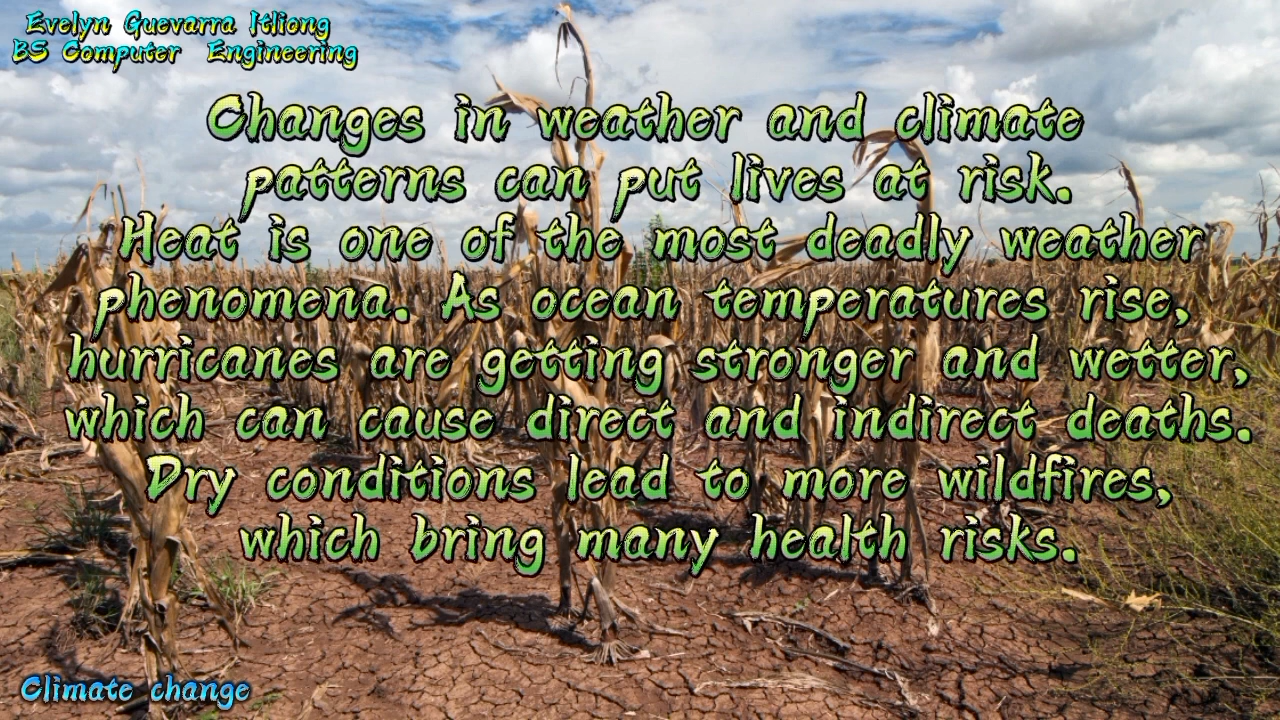 Evelyn Guevarra Itliong
BS Computer Engineering
Changes in weather and climate
patterns can put lives at risk.
Heat is one of the most deadly weather
phenomena. As ocean temperatures rise,
hurricanes are getting stronger and wetter,
which can cause direct and indirect deaths.
Dry conditions lead to more wildfires,
which bring many health risks.
Climate change